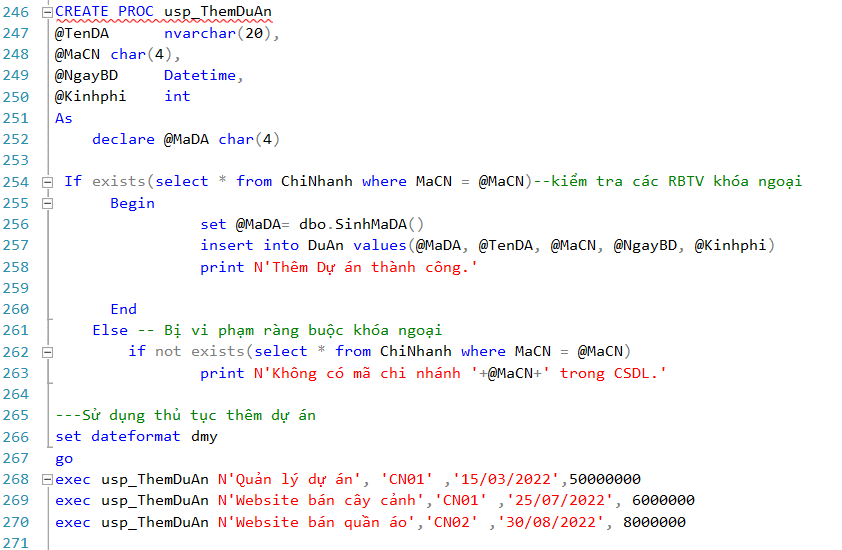 246 CREATE PROC usp_ThemDuAn
247 @TenDA nvarchar(20),
248 @MaCN char(4),
249 @NgayBD Datetime,
250 @Kinhphi int
251 As
252 declare @MaDA char(4)
253
254 If exists(select * from ChiNhanh where MaCN = @MaCN)--kiểm tra các RBTV khóa ngoại
255 Begin
256 set @MaDA= dbo.SinhMaDA()
257 insert into DuAn values(@MaDA, @TenDA, @MaCN, @NgayBD, @Kinhphi)
258 print N'Thêm Dự án thành công.'
259
260 End
261 Else -- Bị vi phạm ràng buộc khóa ngoại
262 if not exists(select * from ChiNhanh where MaCN = @MaCN)
263 print N'Không có mã chi nhánh '+@MaCN+' trong CSDL.'
264
265 ---Sử dụng thủ tục thêm dự án
266 set dateformat dmy
267 go
268 exec usp_ThemDuAn N'Quản lý dự án', 'CN01' ,'15/03/2022',50000000
269 exec usp_ThemDuAn N'Website bán cây cảnh','CN01' ,'25/07/2022', 6000000
270 exec usp_ThemDuAn N'Website bán quần áo','CN02' ,'30/08/2022', 8000000
271